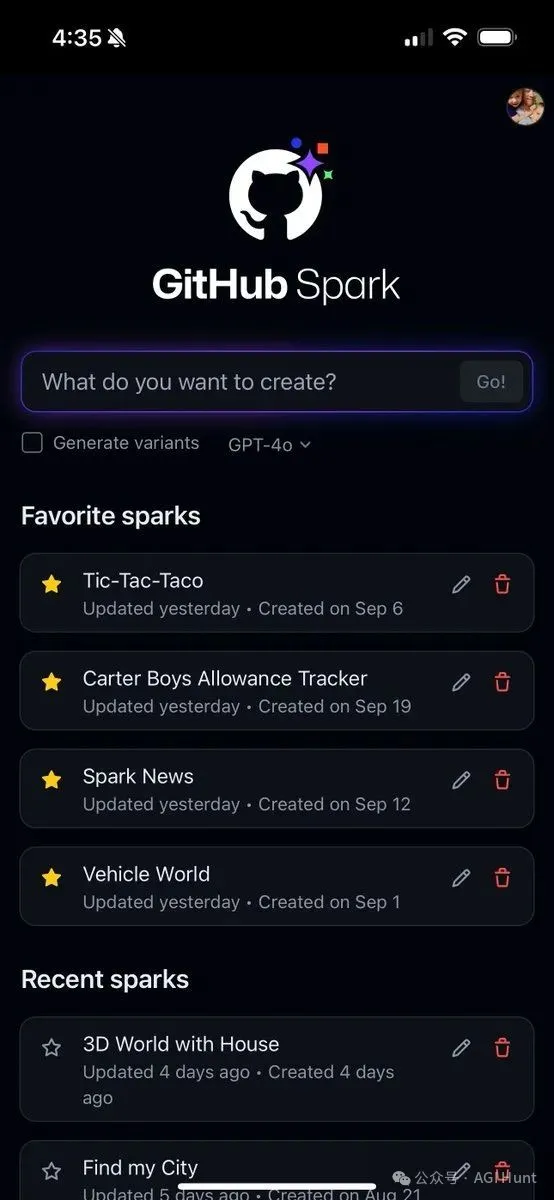 4:35
GitHub Spark
What do you want to create?
Go!
Generate variants
GPT-4o
Favorite sparks
Tic-Tac-Taco
Updated yesterday • Created on Sep 6
Carter Boys Allowance Tracker
Updated yesterday • Created on Sep 19
Spark News
Updated yesterday • Created on Sep 12
Vehicle World
Updated yesterday • Created on Sep 1
Recent sparks
3D World with House
Updated 4 days ago • Created 4 days
ago
Find my City
公众号 · AGI Hunt
Updated 5 days ago • Created on Aug 21